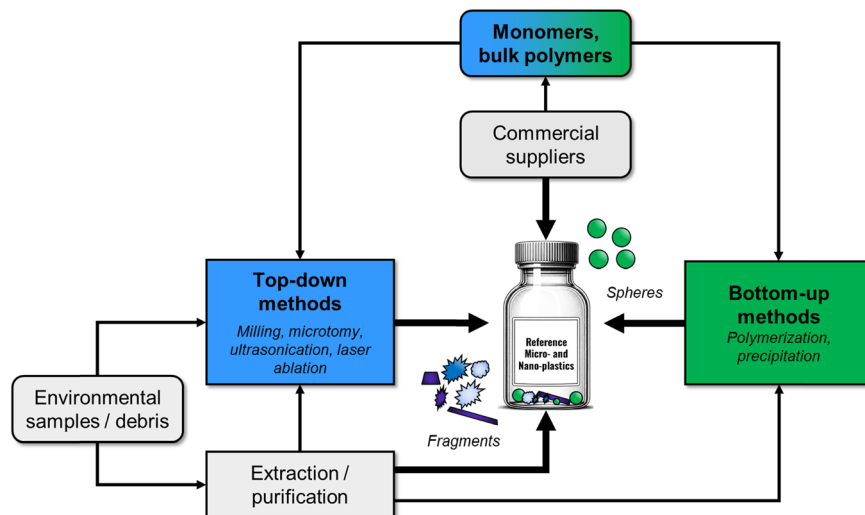 Monomers,
bulk polymers
Commercial
suppliers
Top-down
methods
Milling, microtomy,
ultrasonication, laser
ablation
Spheres
Bottom-up
methods
Polymerization,
precipitation
Reference
Micro- and
Nano-plastics
Environmental
samples / debris
Fragments
Extraction /
purification